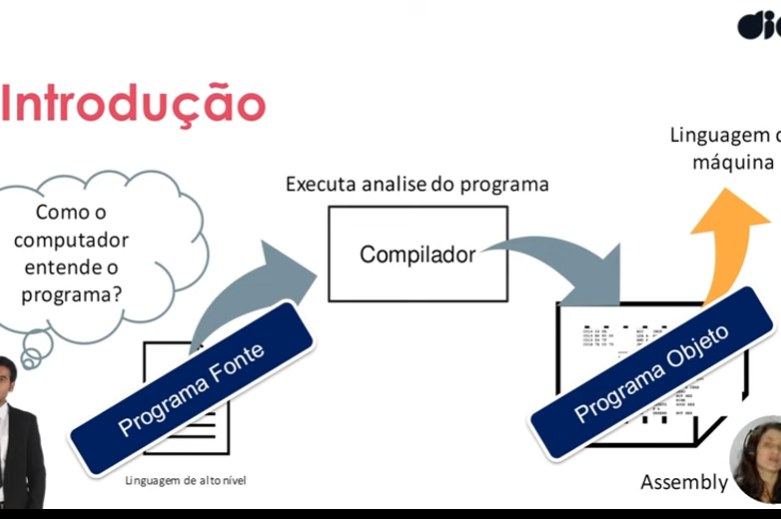 Introdução
Linguagem d
máquina
Executa analise do programa
Como o
computador
entende o
programa?
Compilador
Programa Fonte
Programa Objeto
Linguagem de alto nível
Assembly